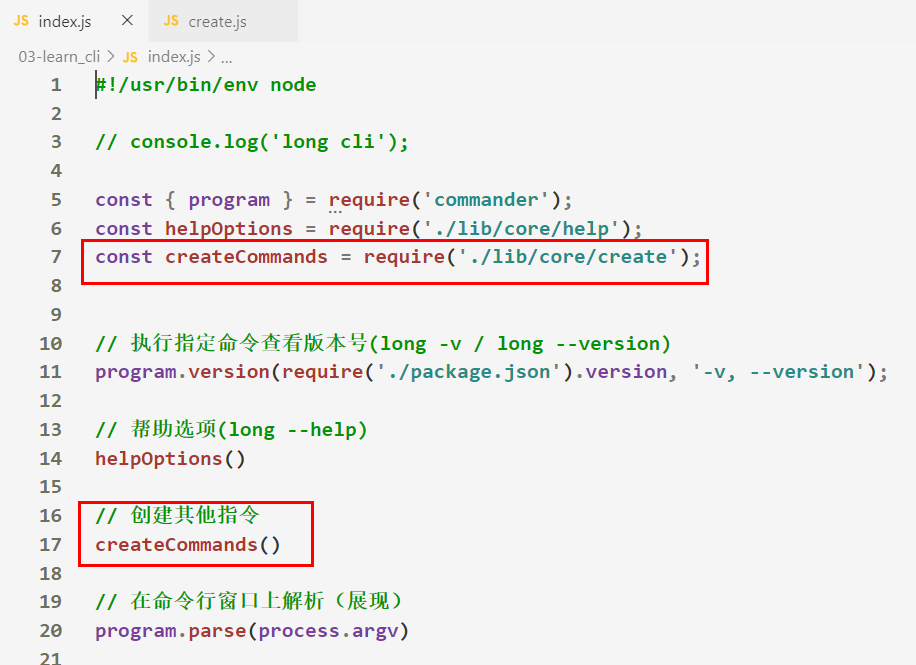 JS index.js × JS create.js
03-learn_cli > JS index.js > ...
1 #!/usr/bin/env node
2
3 // console.log('long cli');
4
5 const { program } = require('commander');
6 const helpOptions = require('./lib/core/help');
7 const createCommands = require('./lib/core/create');
8
9
10 // 执行指定命令查看版本号(long -v / long --version)
11 program.version(require('./package.json').version, '-v, --version');
12
13 // 帮助选项(long --help)
14 helpOptions()
15
16 // 创建其他指令
17 createCommands()
18
19 // 在命令行窗口上解析（展现）
20 program.parse(process.argv)
21